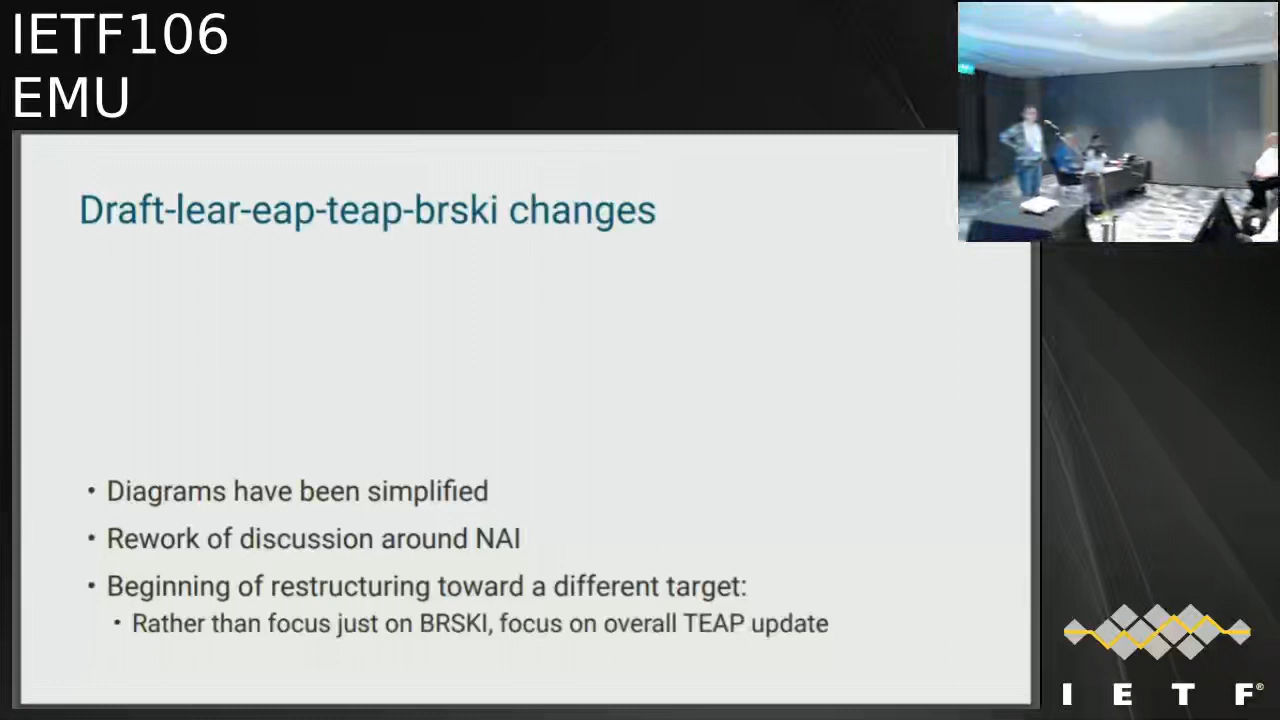 IETF106
EMU
Draft-lear-eap-teap-brski changes
• Diagrams have been simplified
• Rework of discussion around NAI
• Beginning of restructuring toward a different target:
• Rather than focus just on BRSKI, focus on overall TEAP update
I E T F®